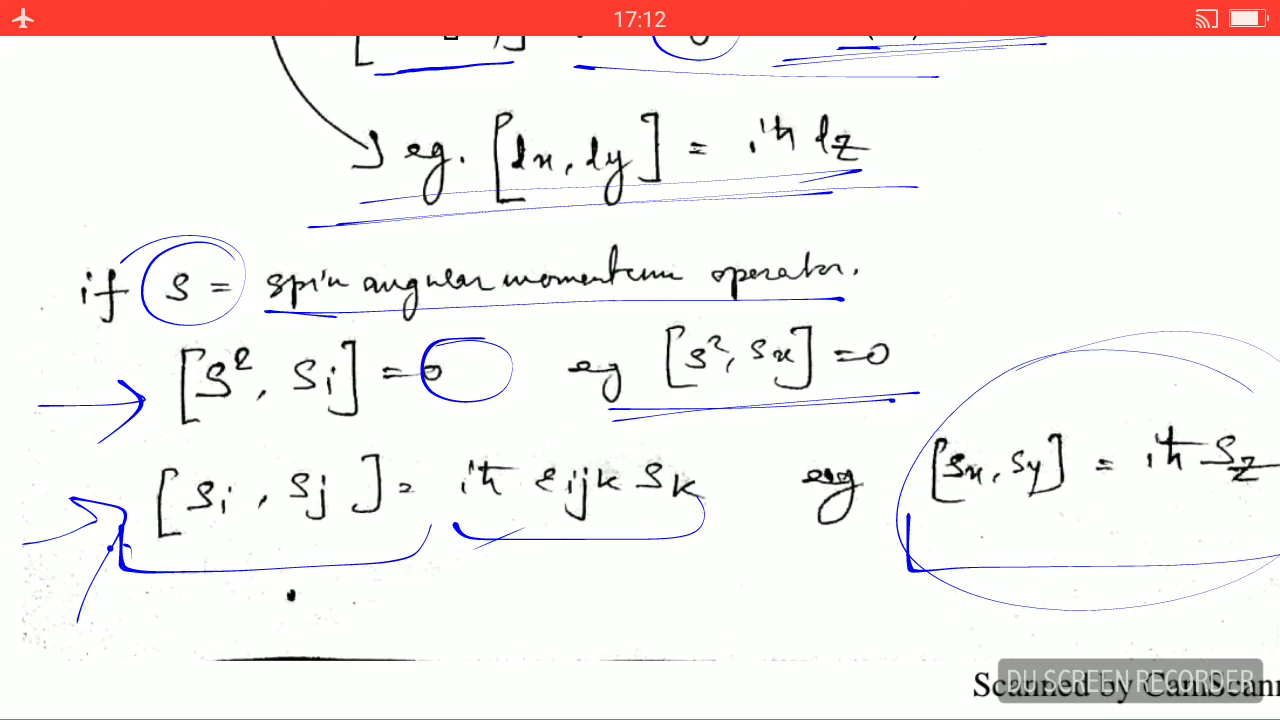 17:12
eg. [lx, ly] = iħ lz
if S = spin angular momentum operator.
[S², Si] = 0 eg [S², Sx] = 0
[Si, Sj] = iħ εijk Sk eg [Sx, Sy] = iħ Sz
Scanned by CamScann
DU SCREEN RECORDER